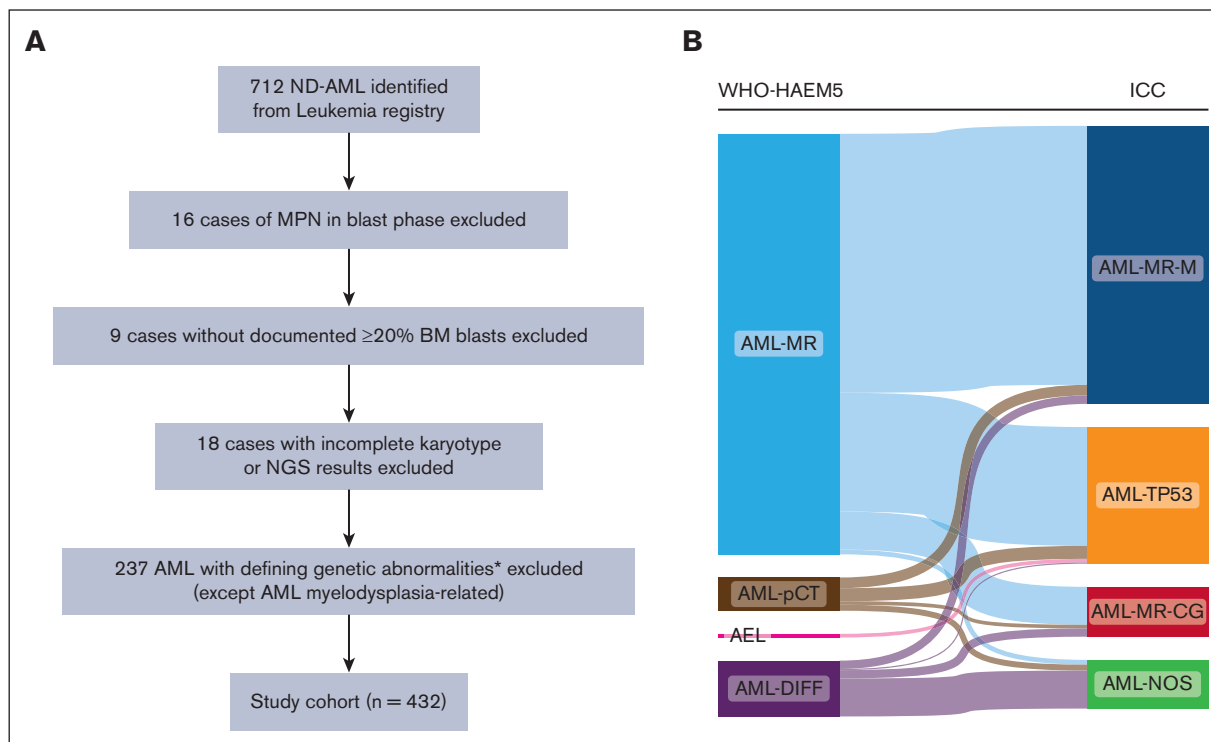 A
712 ND-AML identified
from Leukemia registry
16 cases of MPN in blast phase excluded
9 cases without documented ≥20% BM blasts excluded
18 cases with incomplete karyotype
or NGS results excluded
237 AML with defining genetic abnormalities* excluded
(except AML myelodysplasia-related)
Study cohort (n = 432)
B
WHO-HAEM5
ICC
AML-MR
AML-pCT
AEL
AML-DIFF
AML-MR-M
AML-TP53
AML-MR-CG
AML-NOS